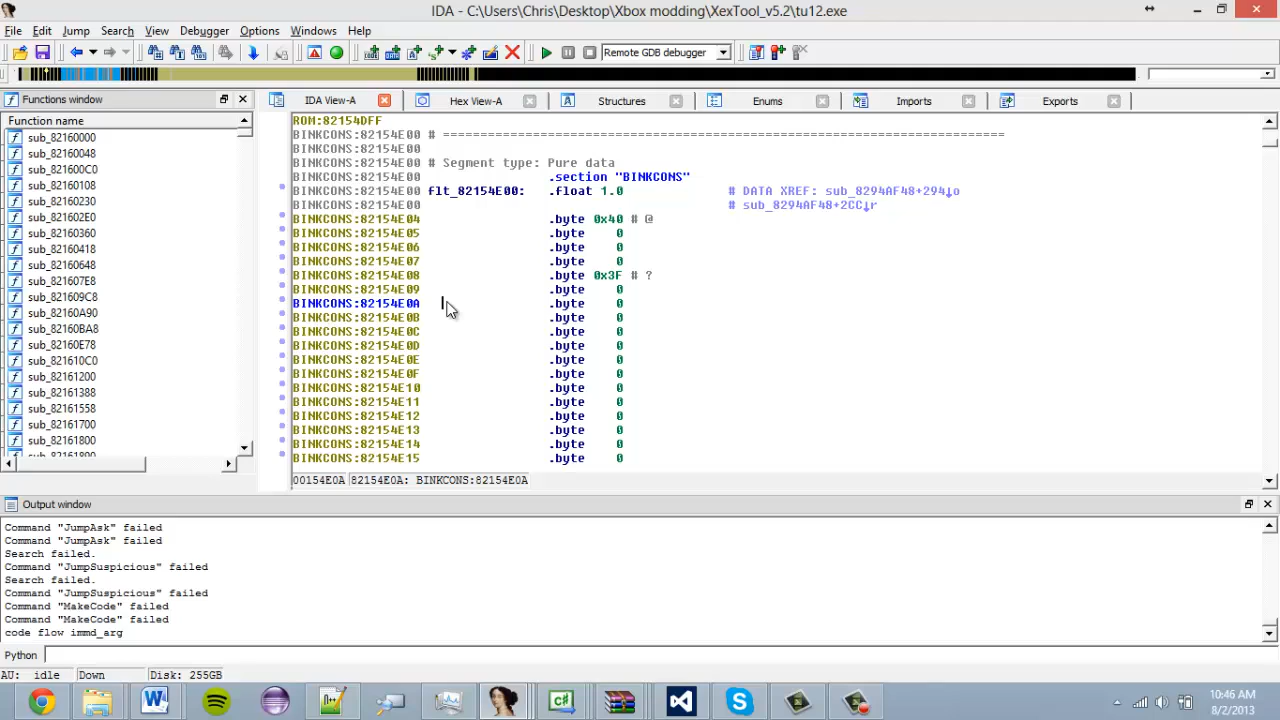 IDA - C:\Users\Chris\Desktop\Xbox modding\XexTool_v5.2\tu12.exe
File Edit Jump Search View Debugger Options Windows Help
Remote GDB debugger
Functions window
IDA View-A
Hex View-A
Structures
Enums
Imports
Exports
Function name
sub_82160000
sub_82160048
sub_821600C0
sub_82160108
sub_82160230
sub_821602E0
sub_82160360
sub_82160418
sub_82160648
sub_821607E8
sub_821609C8
sub_82160A90
sub_82160BA8
sub_82160E78
sub_821610C0
sub_82161200
sub_82161388
sub_82161558
sub_82161700
sub_82161800
sub_82161890
ROM:82154DFF
BINKCONS:82154E00 # ===========================================================================
BINKCONS:82154E00
BINKCONS:82154E00 # Segment type: Pure data
BINKCONS:82154E00 .section "BINKCONS"
BINKCONS:82154E00 flt_82154E00: .float 1.0 # DATA XREF: sub_8294AF48+294↓o
BINKCONS:82154E00 # sub_8294AF48+2CC↓r
BINKCONS:82154E04 .byte 0x40 # @
BINKCONS:82154E05 .byte 0
BINKCONS:82154E06 .byte 0
BINKCONS:82154E07 .byte 0
BINKCONS:82154E08 .byte 0x3F # ?
BINKCONS:82154E09 .byte 0
BINKCONS:82154E0A .byte 0
BINKCONS:82154E0B .byte 0
BINKCONS:82154E0C .byte 0
BINKCONS:82154E0D .byte 0
BINKCONS:82154E0E .byte 0
BINKCONS:82154E0F .byte 0
BINKCONS:82154E10 .byte 0
BINKCONS:82154E11 .byte 0
BINKCONS:82154E12 .byte 0
BINKCONS:82154E13 .byte 0
BINKCONS:82154E14 .byte 0
BINKCONS:82154E15 .byte 0
00154E0A 82154E0A: BINKCONS:82154E0A
Output window
Command "JumpAsk" failed
Command "JumpAsk" failed
Search failed.
Command "JumpSuspicious" failed
Search failed.
Command "JumpSuspicious" failed
Command "MakeCode" failed
Command "MakeCode" failed
code flow immd_arg
Python
AU: idle Down Disk: 255GB
10:46 AM
8/2/2013